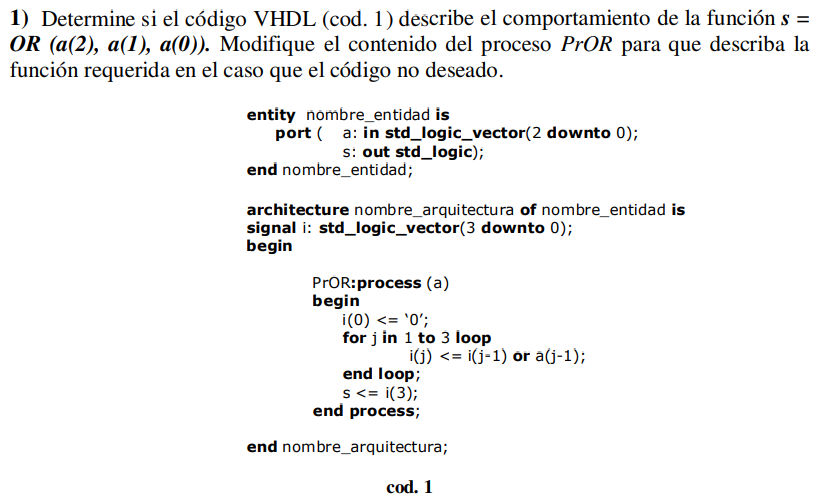 1) Determine si el código VHDL (cod. 1) describe el comportamiento de la función s =
OR (a(2), a(1), a(0)). Modifique el contenido del proceso PrOR para que describa la
función requerida en el caso que el código no deseado.
entity nombre_entidad is
port ( a: in std_logic_vector(2 downto 0);
s: out std_logic);
end nombre_entidad;
architecture nombre_arquitectura of nombre_entidad is
signal i: std_logic_vector(3 downto 0);
begin
PrOR:process (a)
begin
i(0) <= ‘0’;
for j in 1 to 3 loop
i(j) <= i(j-1) or a(j-1);
end loop;
s <= i(3);
end process;
end nombre_arquitectura;
cod. 1